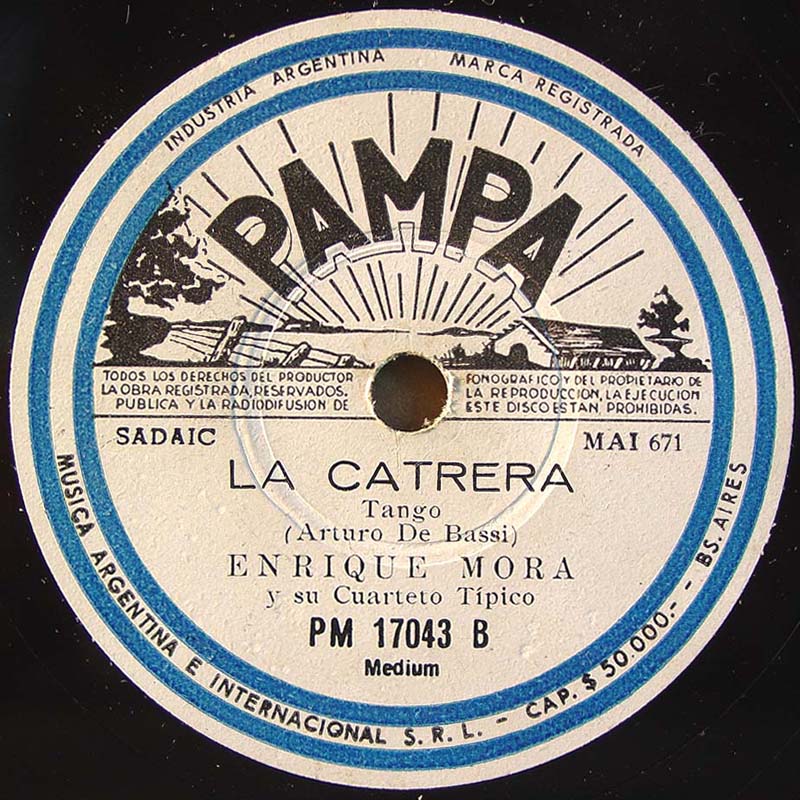 INDUSTRIA ARGENTINA
MARCA REGISTRADA
PAMPA
TODOS LOS DERECHOS DEL PRODUCTOR FONOGRAFICO Y DEL PROPIETARIO DE
LA OBRA REGISTRADA, RESERVADOS. LA REPRODUCCION, LA EJECUCION
PUBLICA Y LA RADIODIFUSION DE ESTE DISCO ESTAN PROHIBIDAS.
SADAIC
MAI 671
LA CATRERA
Tango
(Arturo De Bassi)
ENRIQUE MORA
y su Cuarteto Típico
PM 17043 B
Medium
MUSICA ARGENTINA E INTERNACIONAL S.R.L. - CAP. $ 50.000.- - BS. AIRES